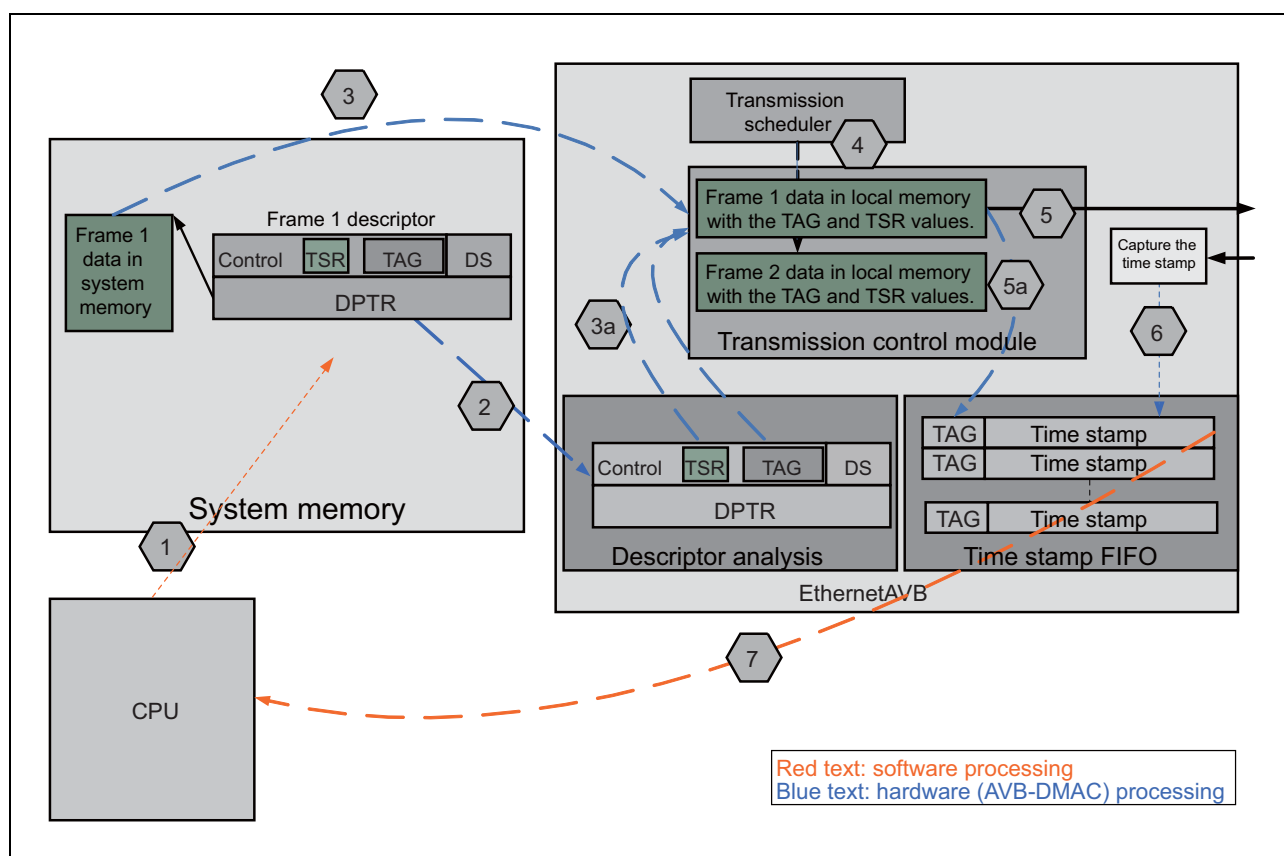 3
Transmission
scheduler
4
Frame 1 data in local memory
with the TAG and TSR values.
5
Frame 1
data in
system
memory
Frame 1 descriptor
Control
TSR
TAG
DS
DPTR
Capture the
time stamp
Frame 2 data in local memory
with the TAG and TSR values.
5a
3a
Transmission control module
6
2
Control
TSR
TAG
DS
DPTR
Descriptor analysis
TAG
Time stamp
TAG
Time stamp
TAG
Time stamp
Time stamp FIFO
System memory
1
EthernetAVB
7
CPU
Red text: software processing
Blue text: hardware (AVB-DMAC) processing